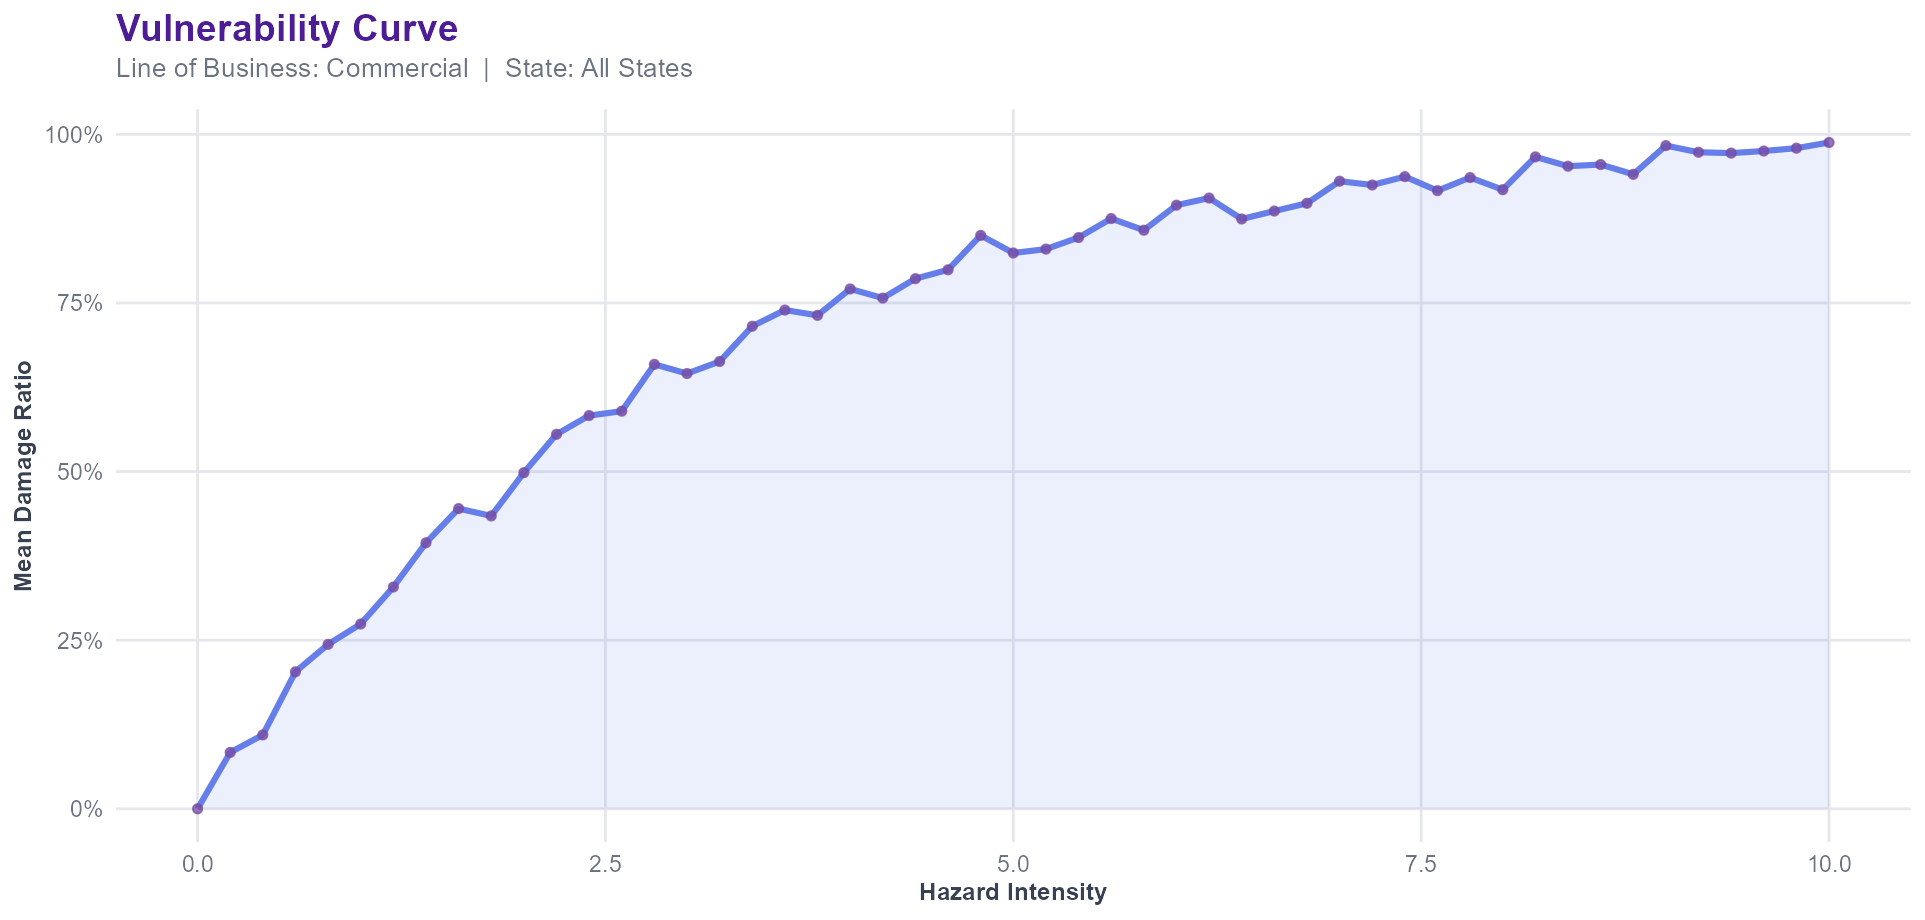 Vulnerability Curve
Line of Business: Commercial | State: All States
100%
75%
50%
25%
0%
Mean Damage Ratio
0.0
2.5
5.0
7.5
10.0
Hazard Intensity